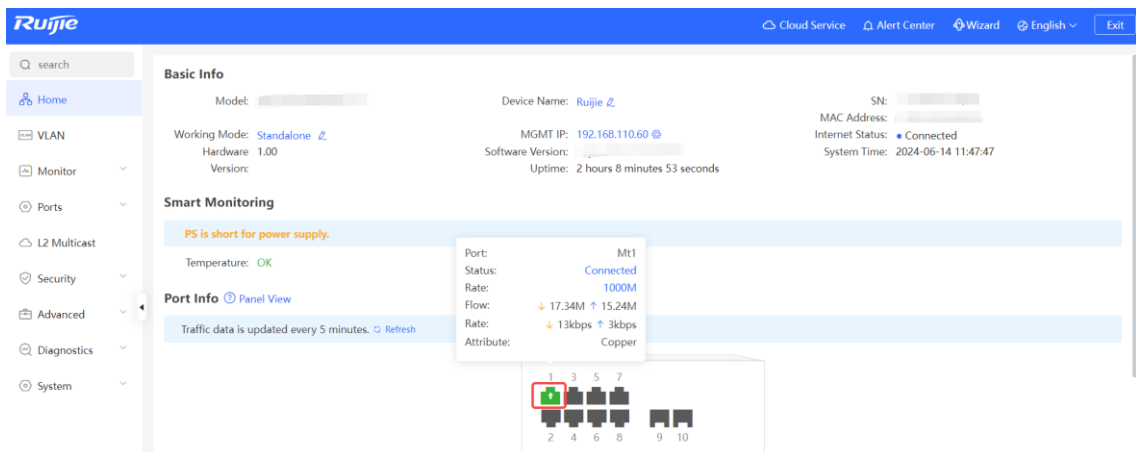 Ruijie
Cloud Service Alert Center Wizard English Exit
search
Home
VLAN
Monitor
Ports
L2 Multicast
Security
Advanced
Diagnostics
System
Basic Info
Model:
Device Name: Ruijie
SN:
MAC Address:
Working Mode: Standalone
MGMT IP: 192.168.110.60
Internet Status: Connected
Hardware 1.00
Version:
Software Version:
System Time: 2024-06-14 11:47:47
Uptime: 2 hours 8 minutes 53 seconds
Smart Monitoring
PS is short for power supply.
Temperature: OK
Port Info ? Panel View
Traffic data is updated every 5 minutes. Refresh
Port: Mt1
Status: Connected
Rate: 1000M
Flow: ↓ 17.34M ↑ 15.24M
Rate: ↓ 13kbps ↑ 3kbps
Attribute: Copper
1 3 5 7
2 4 6 8 9 10